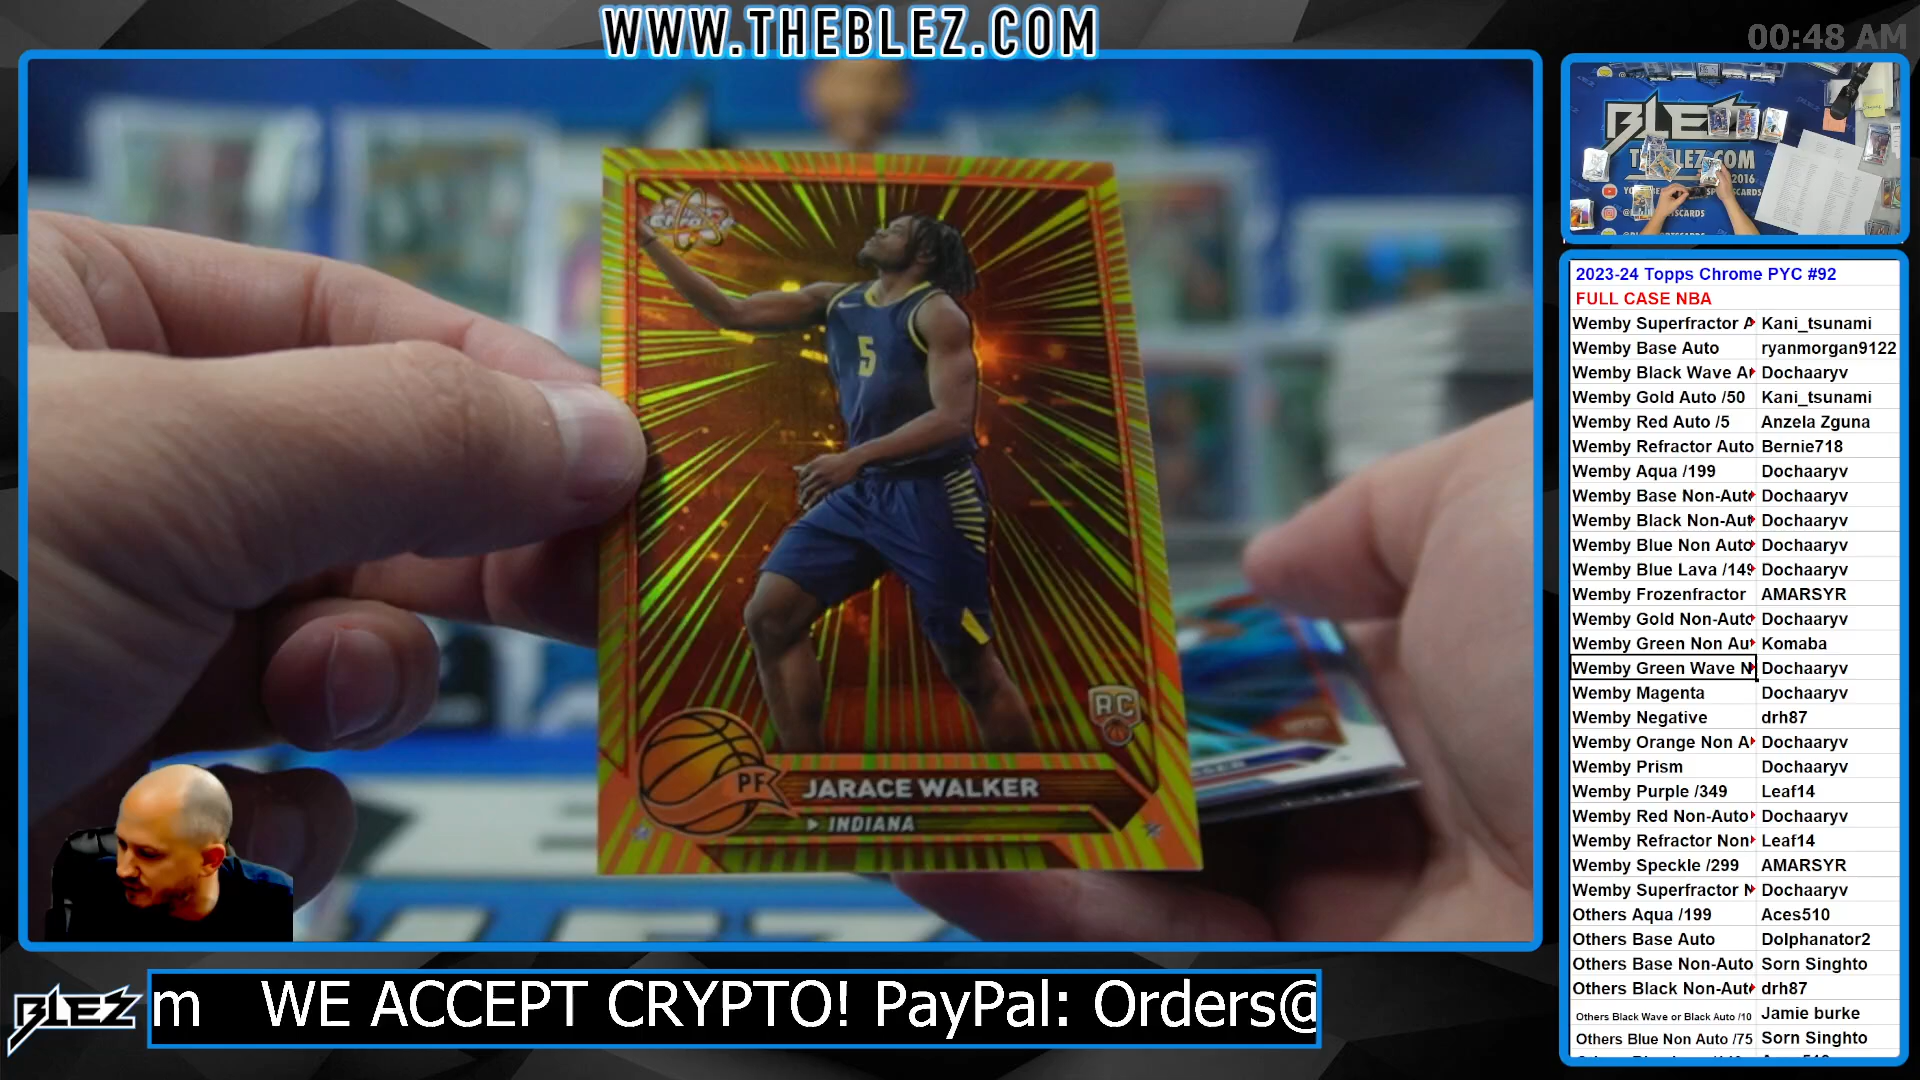 WWW.THEBLEZ.COM
00:48 AM
BLEZ
THEBLEZ.COM
2016
5
RC
PF
JARACE WALKER
INDIANA
2023-24 Topps Chrome PYC #92
FULL CASE NBA
Wemby Superfractor A Kani_tsunami
Wemby Base Auto ryanmorgan9122
Wemby Black Wave A Dochaaryv
Wemby Gold Auto /50 Kani_tsunami
Wemby Red Auto /5 Anzela Zguna
Wemby Refractor Auto Bernie718
Wemby Aqua /199 Dochaaryv
Wemby Base Non-Aut Dochaaryv
Wemby Black Non-Aut Dochaaryv
Wemby Blue Non Auto Dochaaryv
Wemby Blue Lava /149 Dochaaryv
Wemby Frozenfractor AMARSYR
Wemby Gold Non-Auto Dochaaryv
Wemby Green Non Au Komaba
Wemby Green Wave N Dochaaryv
Wemby Magenta Dochaaryv
Wemby Negative drh87
Wemby Orange Non A Dochaaryv
Wemby Prism Dochaaryv
Wemby Purple /349 Leaf14
Wemby Red Non-Auto Dochaaryv
Wemby Refractor Non Leaf14
Wemby Speckle /299 AMARSYR
Wemby Superfractor N Dochaaryv
Others Aqua /199 Aces510
Others Base Auto Dolphanator2
Others Base Non-Auto Sorn Singhto
Others Black Non-Aut drh87
Others Black Wave or Black Auto /10 Jamie burke
Others Blue Non Auto /75 Sorn Singhto
BLEZ
m WE ACCEPT CRYPTO! PayPal: Orders@